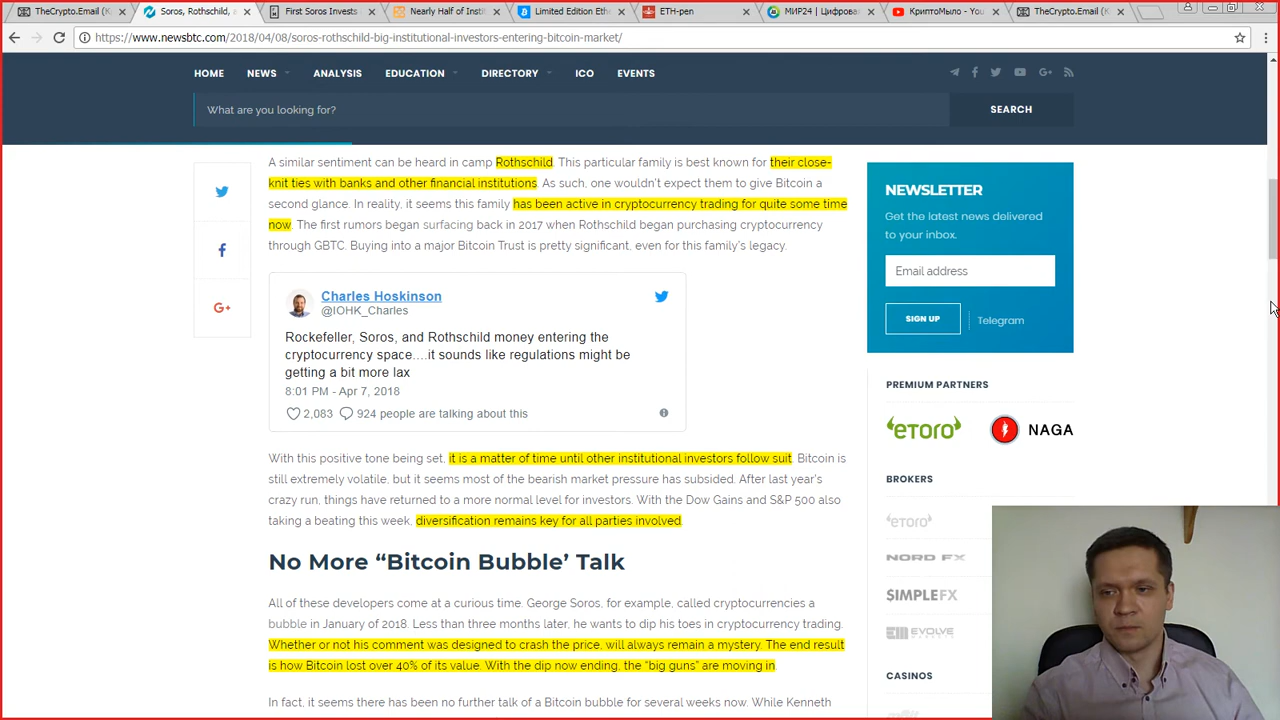 TheCrypto.Email (K
Soros, Rothschild, an
First Soros Invests
Nearly Half of Insti
Limited Edition Ethe
ETH-pen
МИР24 | Цифров
КриптоМыло - You
TheCrypto.Email (K
https://www.newsbtc.com/2018/04/08/soros-rothschild-big-institutional-investors-entering-bitcoin-market/
HOME NEWS ANALYSIS EDUCATION DIRECTORY ICO EVENTS
What are you looking for?
SEARCH
A similar sentiment can be heard in camp Rothschild. This particular family is best known for their close-
knit ties with banks and other financial institutions. As such, one wouldn't expect them to give Bitcoin a
second glance. In reality, it seems this family has been active in cryptocurrency trading for quite some time
now. The first rumors began surfacing back in 2017 when Rothschild began purchasing cryptocurrency
through GBTC. Buying into a major Bitcoin Trust is pretty significant, even for this family's legacy.
Charles Hoskinson
@IOHK_Charles
Rockefeller, Soros, and Rothschild money entering the
cryptocurrency space....it sounds like regulations might be
getting a bit more lax
8:01 PM - Apr 7, 2018
2,083 924 people are talking about this
With this positive tone being set, it is a matter of time until other institutional investors follow suit. Bitcoin is
still extremely volatile, but it seems most of the bearish market pressure has subsided. After last year's
crazy run, things have returned to a more normal level for investors. With the Dow Gains and S&P 500 also
taking a beating this week, diversification remains key for all parties involved.
No More “Bitcoin Bubble’ Talk
All of these developers come at a curious time. George Soros, for example, called cryptocurrencies a
bubble in January of 2018. Less than three months later, he wants to dip his toes in cryptocurrency trading.
Whether or not his comment was designed to crash the price, will always remain a mystery. The end result
is how Bitcoin lost over 40% of its value. With the dip now ending, the "big guns" are moving in.
In fact, it seems there has been no further talk of a Bitcoin bubble for several weeks now. While Kenneth
NEWSLETTER
Get the latest news delivered
to your inbox.
Email address
SIGN UP
Telegram
PREMIUM PARTNERS
etoro
NAGA
BROKERS
etoro
NORD FX
SIMPLEFX
EVOLVE
MARKETS
CASINOS